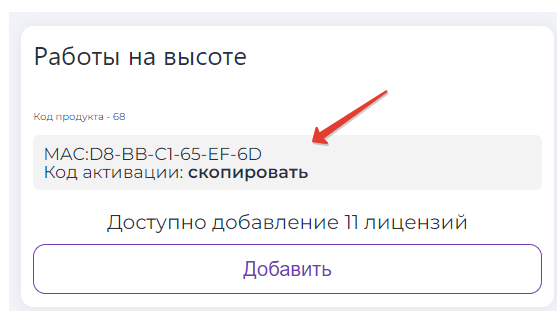 Работы на высоте
Код продукта - 68
MAC:D8-BB-C1-65-EF-6D
Код активации: скопировать
Доступно добавление 11 лицензий
Добавить